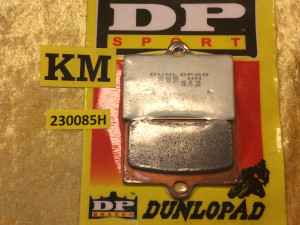 DP
SPORT
KM
DUNLOPAD
230085H
DP
BRAKES
DUNLOPAD